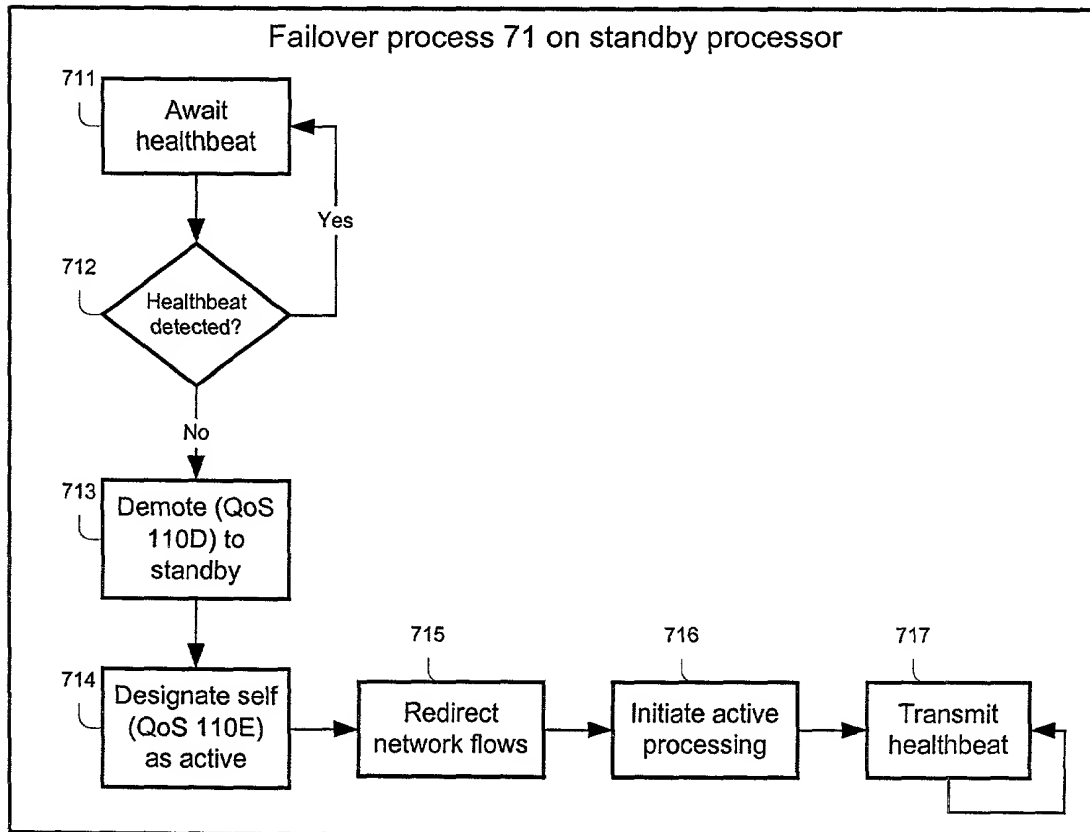 Failover process 71 on standby processor
711
Await
healthbeat
Yes
712
Healthbeat
detected?
No
713
Demote (QoS
110D) to
standby
714
Designate self
(QoS 110E)
as active
715
Redirect
network flows
716
Initiate active
processing
717
Transmit
healthbeat